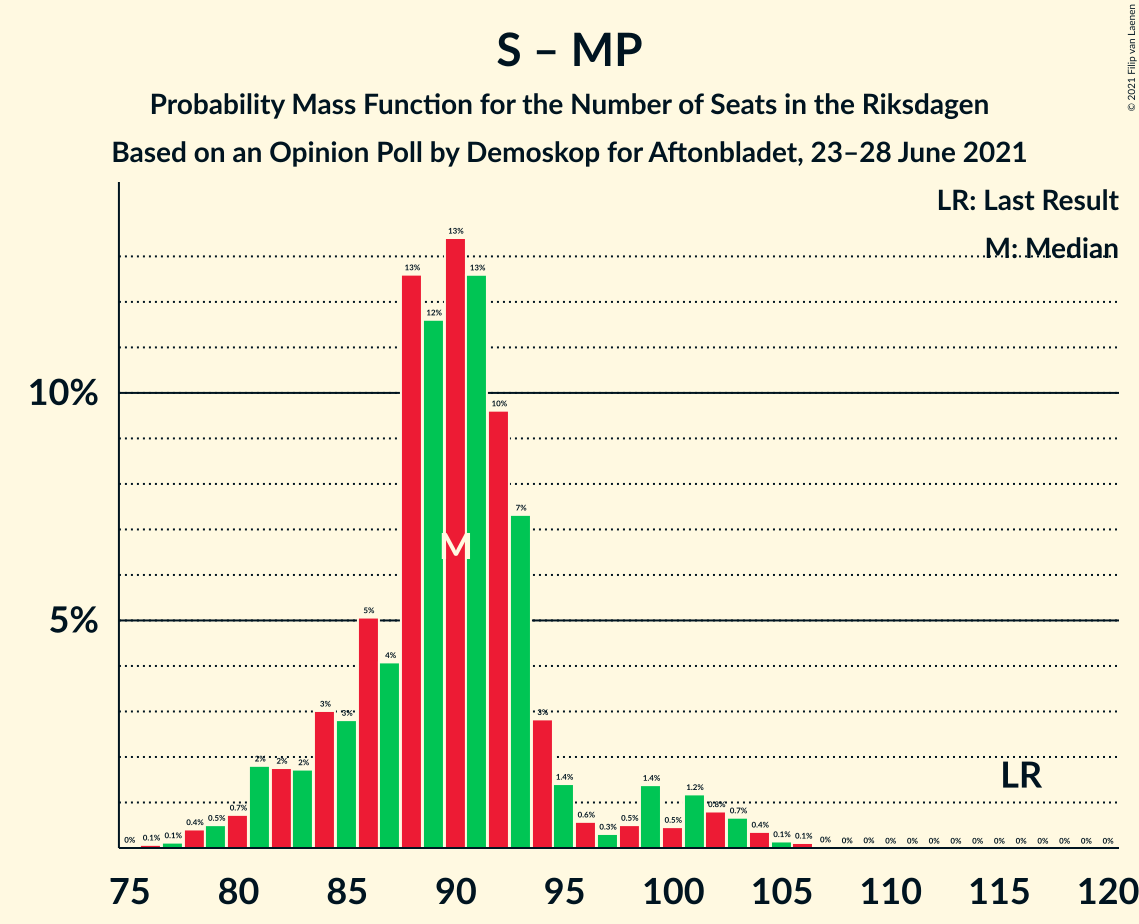 S – MP
Probability Mass Function for the Number of Seats in the Riksdagen
Based on an Opinion Poll by Demoskop for Aftonbladet, 23–28 June 2021
© 2021 Filip van Laenen
LR: Last Result
M: Median
10%
5%
0% 0.1% 0.1% 0.4% 0.5% 0.7% 2% 2% 2% 3% 3% 5% 4% 13% 12% 13% 13% 10% 7% 3% 1.4% 0.6% 0.3% 0.5% 1.4% 0.5% 1.2% 0.8% 0.7% 0.4% 0.1% 0.1% 0% 0% 0% 0% 0% 0% 0% 0% 0% 0% 0% 0% 0% 0%
M
LR
75 80 85 90 95 100 105 110 115 120